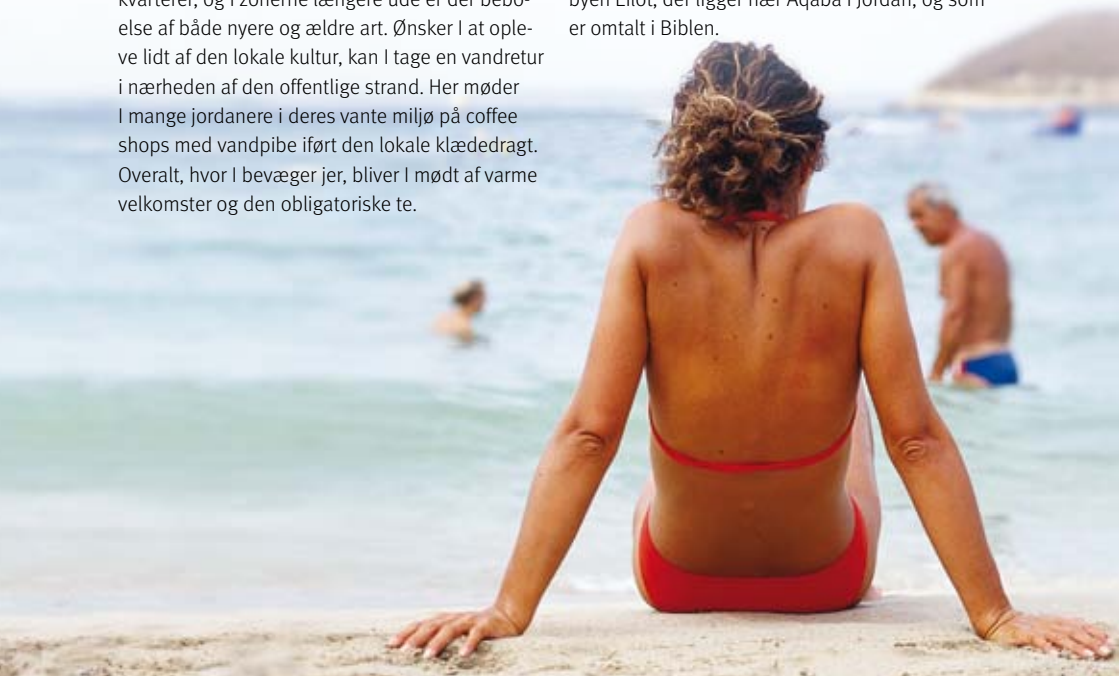 else af både nyere og ældre art. Ønsker I at ople-
ve lidt af den lokale kultur, kan I tage en vandretur
i nærheden af den offentlige strand. Her møder
I mange jordanere i deres vante miljø på coffee
shops med vandpibe iført den lokale klædedragt.
Overalt, hvor I bevæger jer, bliver I mødt af varme
velkomster og den obligatoriske te.
er omtalt i Biblen.